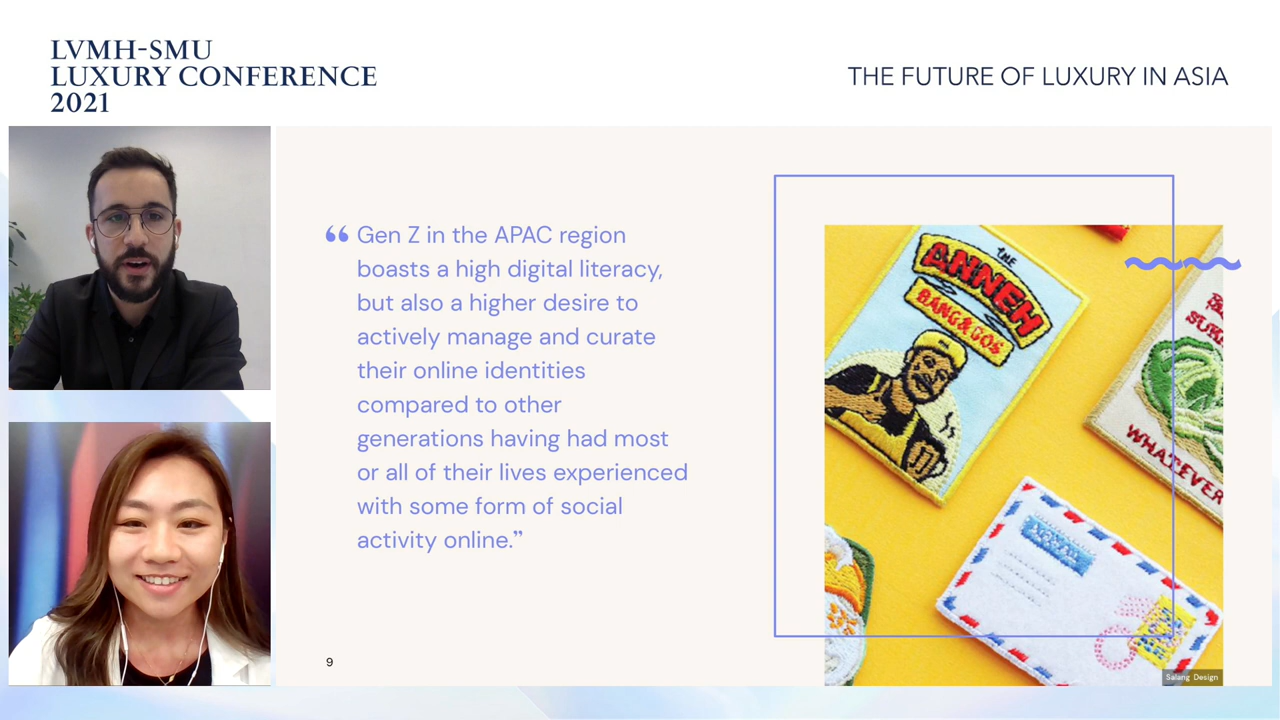 LVMH-SMU
LUXURY CONFERENCE
2021
THE FUTURE OF LUXURY IN ASIA
“ Gen Z in the APAC region
boasts a high digital literacy,
but also a higher desire to
actively manage and curate
their online identities
compared to other
generations having had most
or all of their lives experienced
with some form of social
activity online.”
THE
ANNEH
BANG & GOS
WHATEVER
9
Salang Design